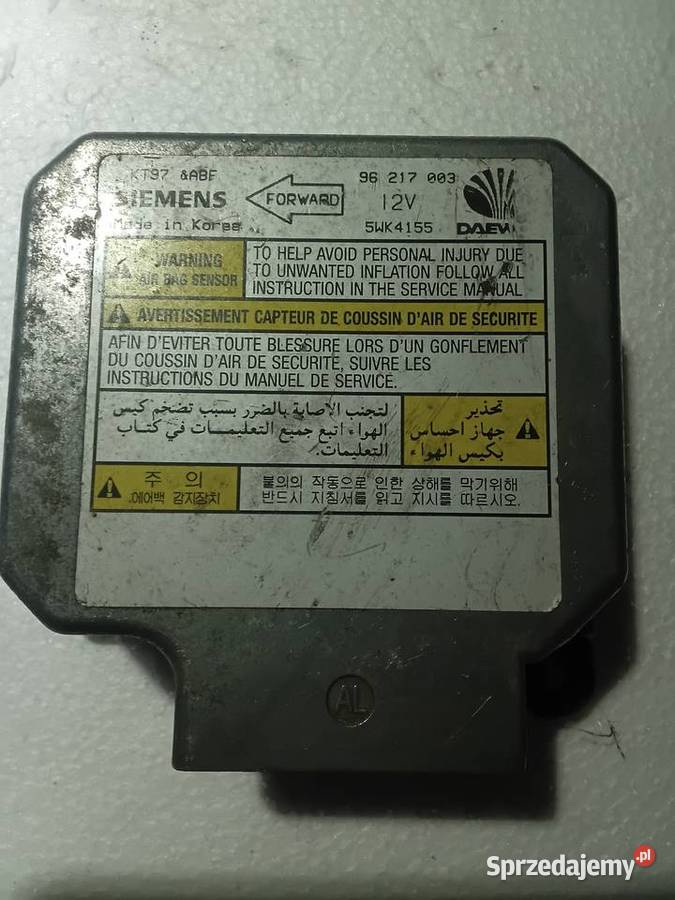 KT97 &ABF
96 217 003
SIEMENS
FORWARD
12V
Made in Korea
5WK4155
DAEW
WARNING
AIR BAG SENSOR
TO HELP AVOID PERSONAL INJURY DUE
TO UNWANTED INFLATION FOLLOW ALL
INSTRUCTION IN THE SERVICE MANUAL
AVERTISSEMENT CAPTEUR DE COUSSIN D'AIR DE SECURITE
AFIN D'EVITER TOUTE BLESSURE LORS D'UN GONFLEMENT
DU COUSSIN D'AIR DE SECURITE, SUIVRE LES
INSTRUCTIONS DU MANUEL DE SERVICE.
تحذير
جهاز احساس
بكيس الهواء
لتجنب الاصابة بالضرر بسبب تضخم كيس
الهواء اتبع جميع التعليمات في كتاب
التعليمات.
주 의
에어백 감지장치
불의의 작동으로 인한 상해를 막기위해
반드시 지침서를 읽고 지시를 따르시오.
AL
Sprzedajemy.pl